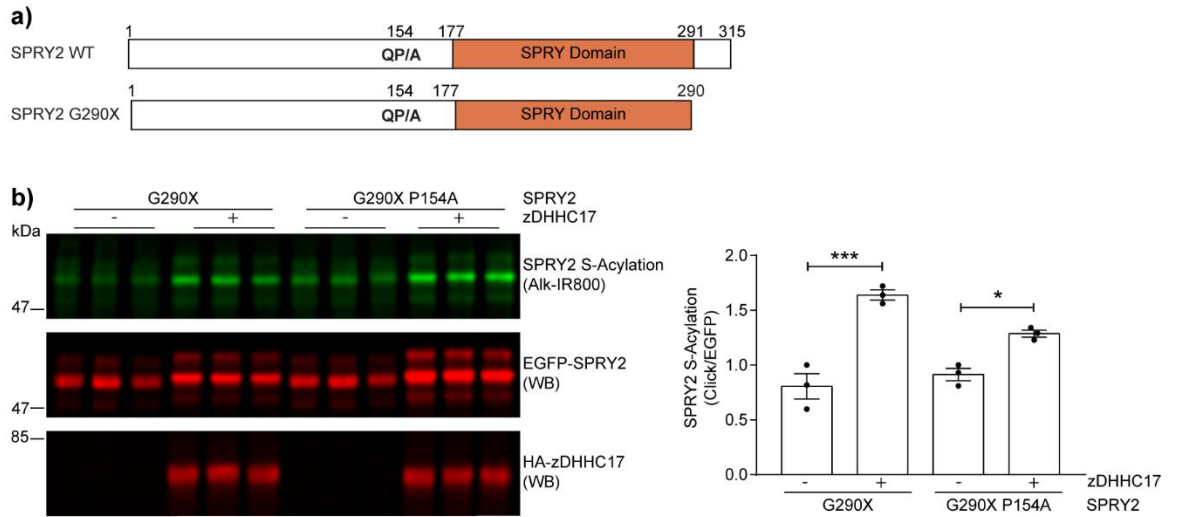 a)
1 154 177 291 315
SPRY2 WT QP/A SPRY Domain
1 154 177 290
SPRY2 G290X QP/A SPRY Domain
b)
G290X G290X P154A SPRY2
- + - + zDHHC17
kDa
SPRY2 S-Acylation
(Alk-IR800)
47
EGFP-SPRY2
(WB)
47
85
HA-zDHHC17
(WB)
SPRY2 S-Acylation
(Click/EGFP)
2.0
1.5
1.0
0.5
0.0
*** *
- + - + zDHHC17
G290X G290X P154A SPRY2